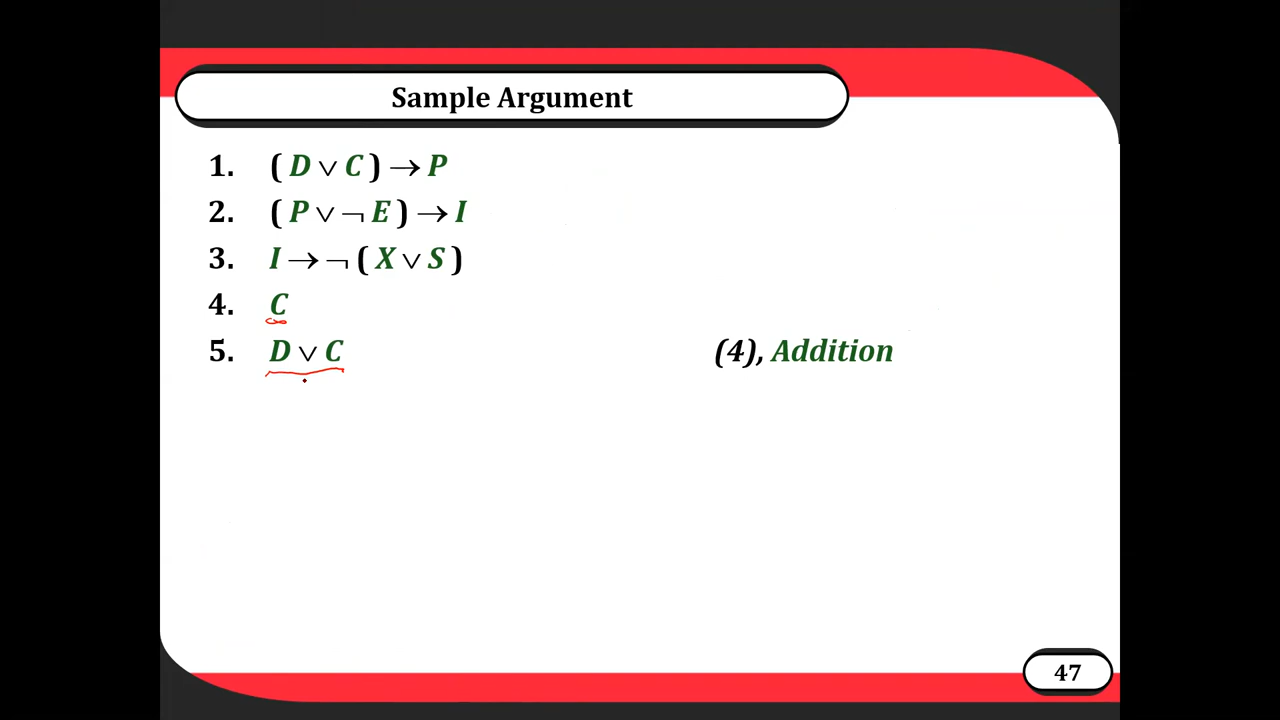 Sample Argument
1. ( D ∨ C ) → P
2. ( P ∨ ¬ E ) → I
3. I → ¬ ( X ∨ S )
4. C
5. D ∨ C (4), Addition
47